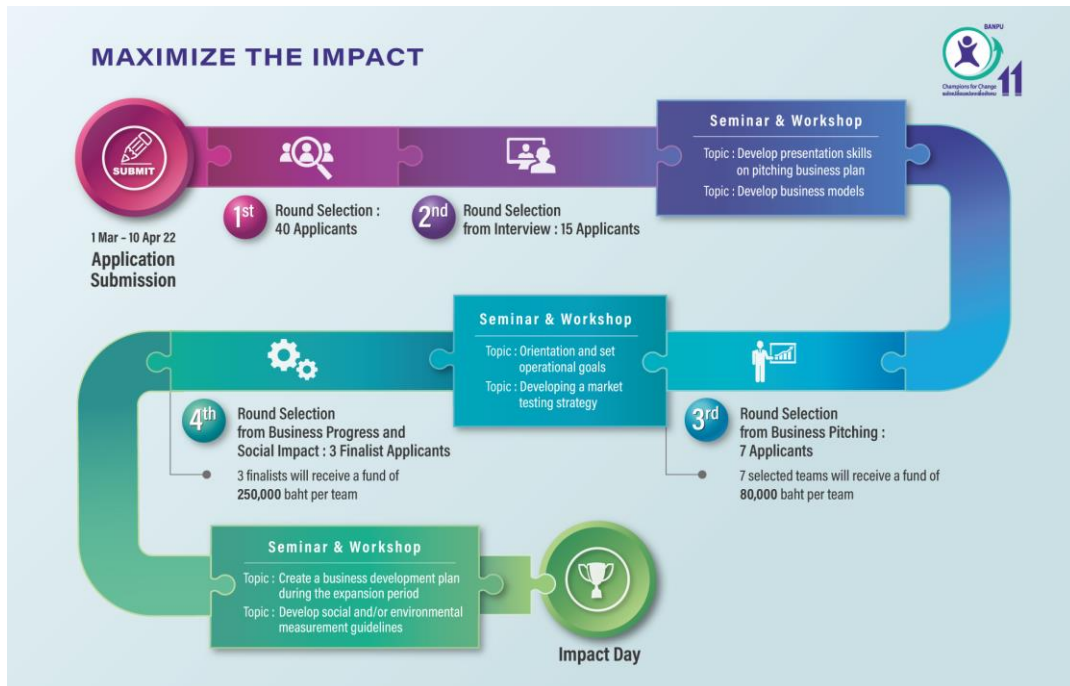 MAXIMIZE THE IMPACT
BANPU
Champions for Change
11
SUBMIT
1 Mar – 10 Apr 22
Application
Submission
1st
Round Selection :
40 Applicants
2nd
Round Selection
from Interview : 15 Applicants
Seminar & Workshop
Topic : Develop presentation skills
on pitching business plan
Topic : Develop business models
3rd
Round Selection
from Business Pitching :
7 Applicants
7 selected teams will receive a fund of
80,000 baht per team
Seminar & Workshop
Topic : Orientation and set
operational goals
Topic : Developing a market
testing strategy
4th
Round Selection
from Business Progress and
Social Impact : 3 Finalist Applicants
3 finalists will receive a fund of
250,000 baht per team
Seminar & Workshop
Topic : Create a business development plan
during the expansion period
Topic : Develop social and/or environmental
measurement guidelines
Impact Day